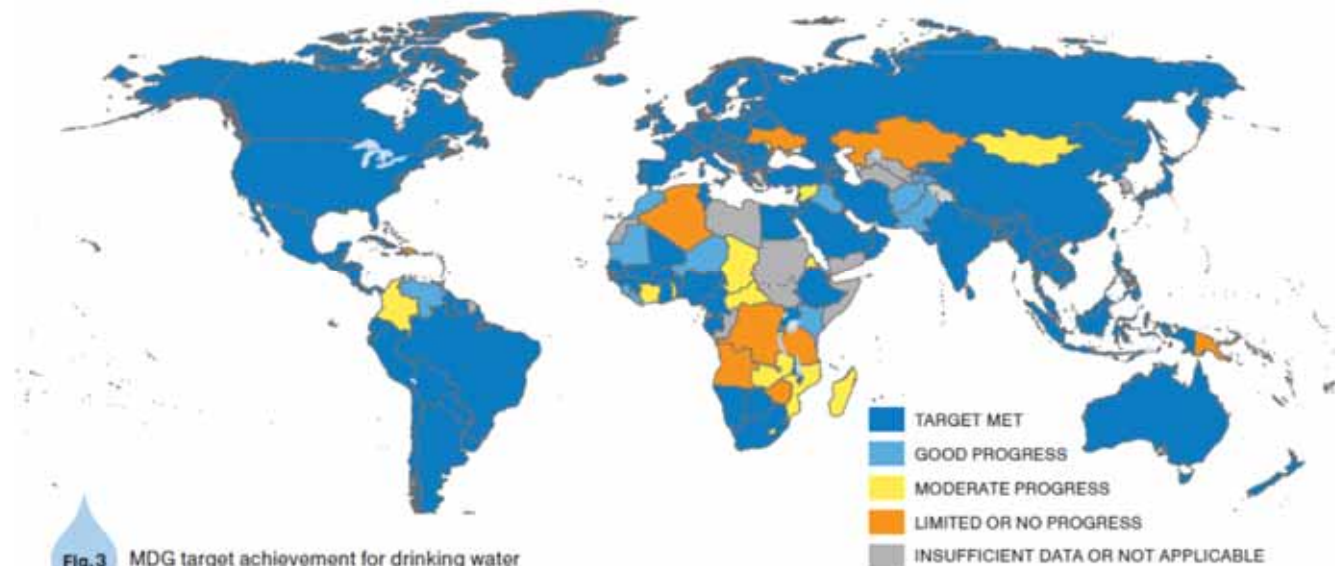 TARGET MET
GOOD PROGRESS
MODERATE PROGRESS
LIMITED OR NO PROGRESS
INSUFFICIENT DATA OR NOT APPLICABLE
Fig.3 MDG target achievement for drinking water